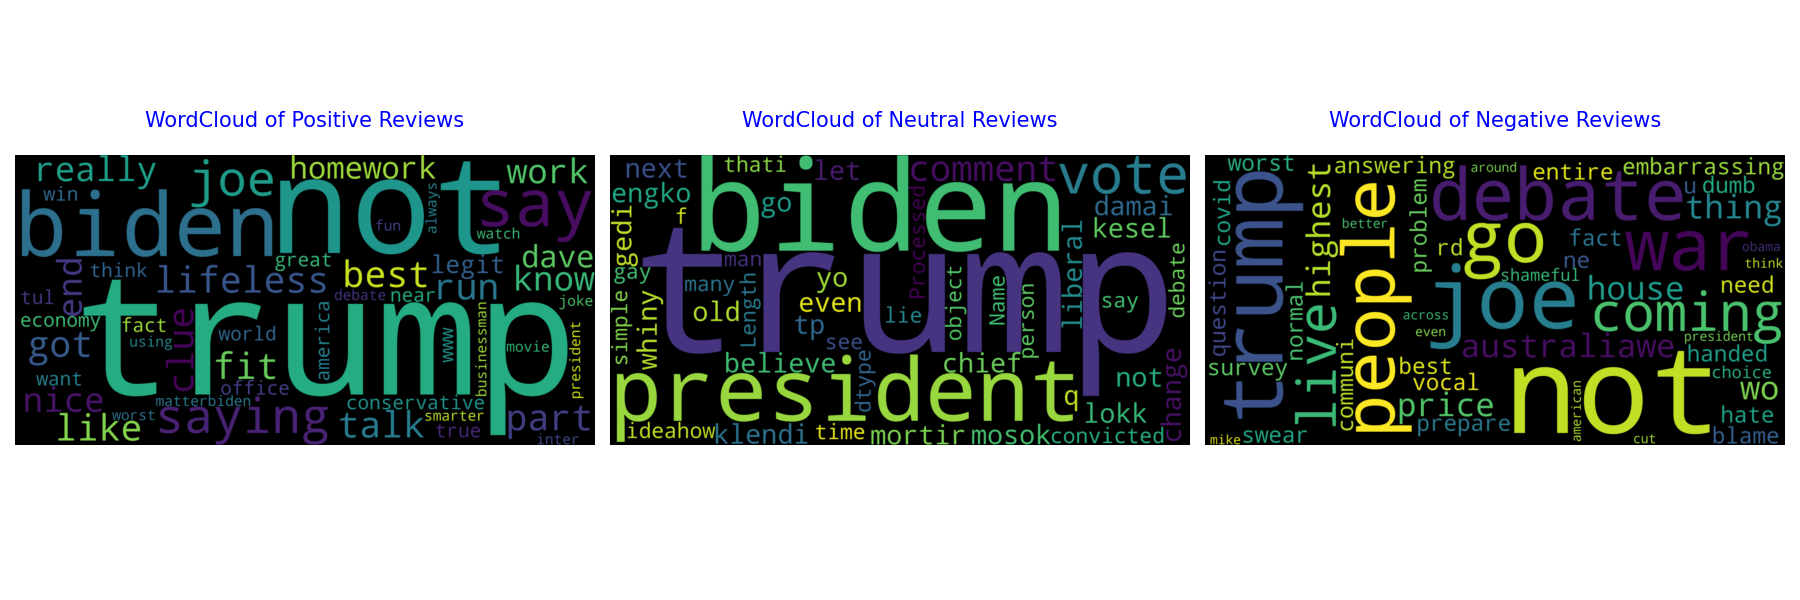 WordCloud of Positive Reviews
really
joe
homework
work
win
biden
not
say
always
fun
watch
great
dave
think
lifeless
best
legit
know
end
tul
debate
near
run
joke
economy
fact
clue
trump
using
world
america
www
businessman
movie
president
got
fit
want
office
nice
matterbiden
conservative
worst
smarter
part
like
saying
talk
true
inter
WordCloud of Neutral Reviews
next
thati
let
comment
vote
engko
biden
go
Processed
damai
f
ggedi
kesel
liberal
gay
man
trump
many
yo
even
old
Length
object
Name
person
say
debate
simple
whiny
tp
lie
see
believe
chief
dtype
not
change
president
q
lokk
ideahow
klendi
time
mortir
mosok
convicted
WordCloud of Negative Reviews
worst
answering
around
entire
embarrassing
covid
trump
highest
people
debate
u
dumb
thing
better
problem
rd
go
fact
war
obama
question
ne
think
shameful
normal
live
joe
house
need
across
coming
even
president
survey
communi
australiawe
handed
best
choice
vocal
not
wo
price
prepare
american
hate
mike
swear
cut
blame